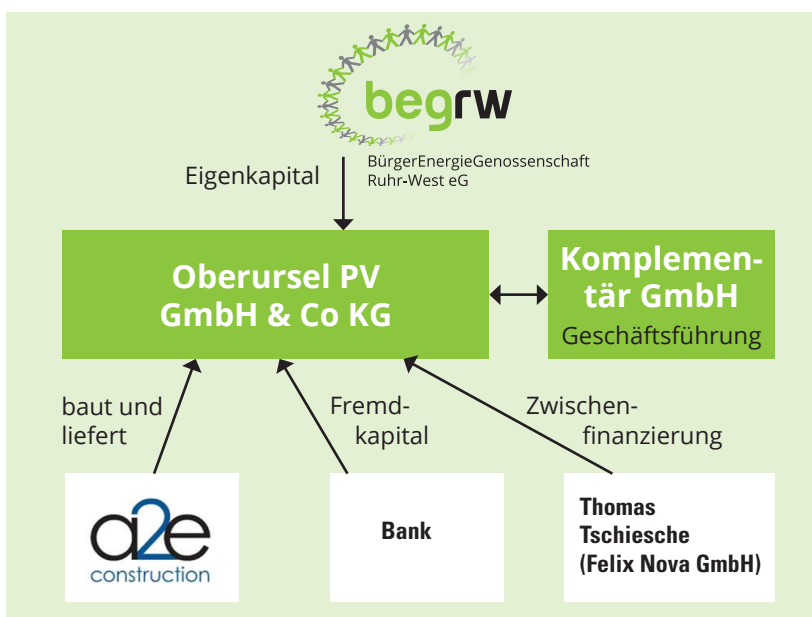 begrw
BürgerEnergieGenossenschaft
Ruhr-West eG
Eigenkapital
Oberursel PV
GmbH & Co KG
Komplemen-
tär GmbH
Geschäftsführung
baut und
liefert
Fremd-
kapital
Zwischen-
finanzierung
a2e
construction
Bank
Thomas
Tschiesche
(Felix Nova GmbH)